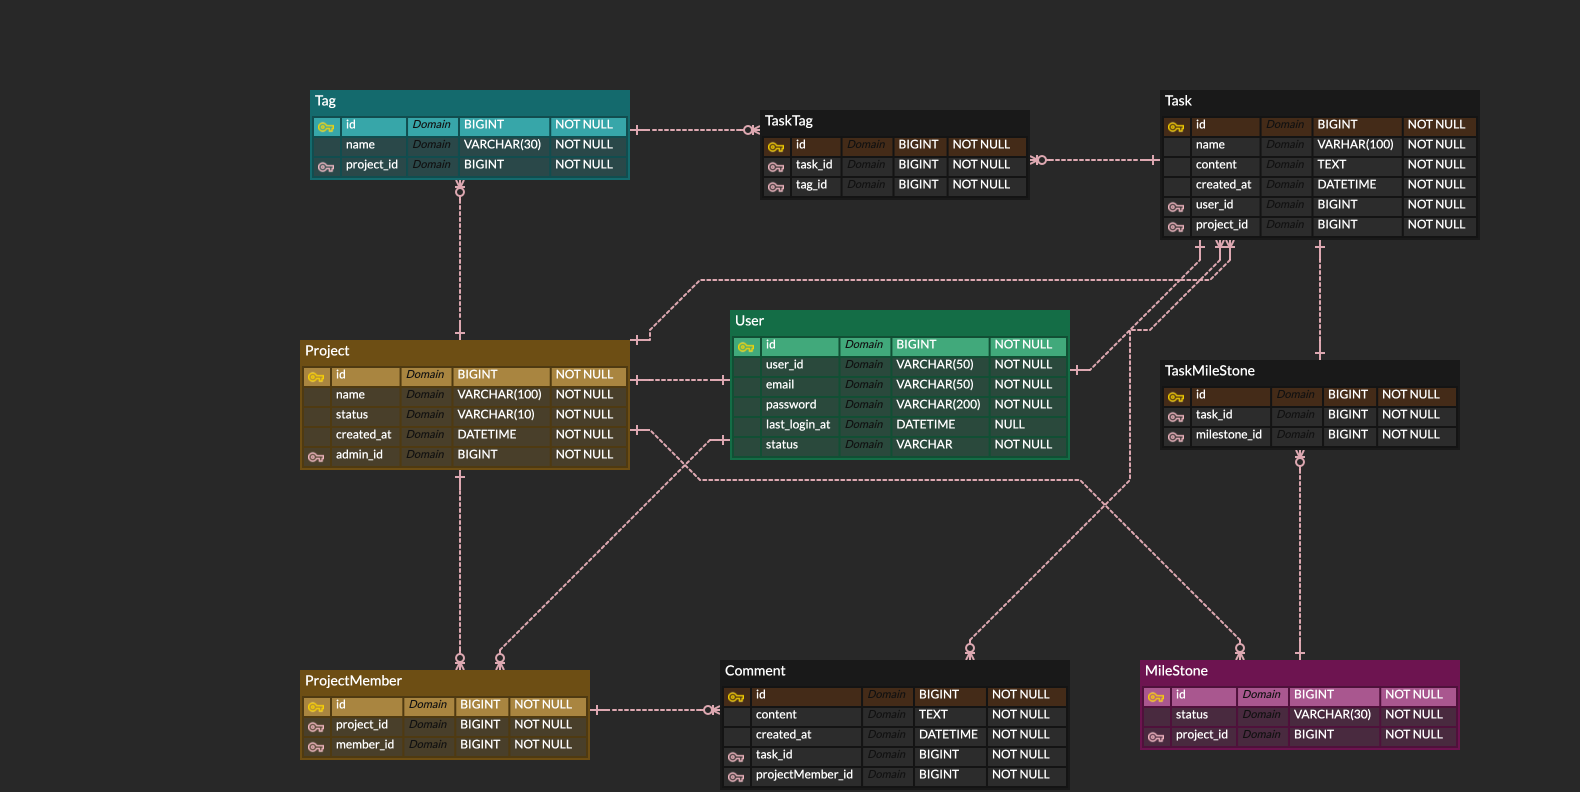 Tag
id Domain BIGINT NOT NULL
name Domain VARCHAR(30) NOT NULL
project_id Domain BIGINT NOT NULL
TaskTag
id Domain BIGINT NOT NULL
task_id Domain BIGINT NOT NULL
tag_id Domain BIGINT NOT NULL
Task
id Domain BIGINT NOT NULL
name Domain VARHAR(100) NOT NULL
content Domain TEXT NOT NULL
created_at Domain DATETIME NOT NULL
user_id Domain BIGINT NOT NULL
project_id Domain BIGINT NOT NULL
Project
id Domain BIGINT NOT NULL
name Domain VARCHAR(100) NOT NULL
status Domain VARCHAR(10) NOT NULL
created_at Domain DATETIME NOT NULL
admin_id Domain BIGINT NOT NULL
User
id Domain BIGINT NOT NULL
user_id Domain VARCHAR(50) NOT NULL
email Domain VARCHAR(50) NOT NULL
password Domain VARCHAR(200) NOT NULL
last_login_at Domain DATETIME NULL
status Domain VARCHAR NOT NULL
TaskMileStone
id Domain BIGINT NOT NULL
task_id Domain BIGINT NOT NULL
milestone_id Domain BIGINT NOT NULL
ProjectMember
id Domain BIGINT NOT NULL
project_id Domain BIGINT NOT NULL
member_id Domain BIGINT NOT NULL
Comment
id Domain BIGINT NOT NULL
content Domain TEXT NOT NULL
created_at Domain DATETIME NOT NULL
task_id Domain BIGINT NOT NULL
projectMember_id Domain BIGINT NOT NULL
MileStone
id Domain BIGINT NOT NULL
status Domain VARCHAR(30) NOT NULL
project_id Domain BIGINT NOT NULL